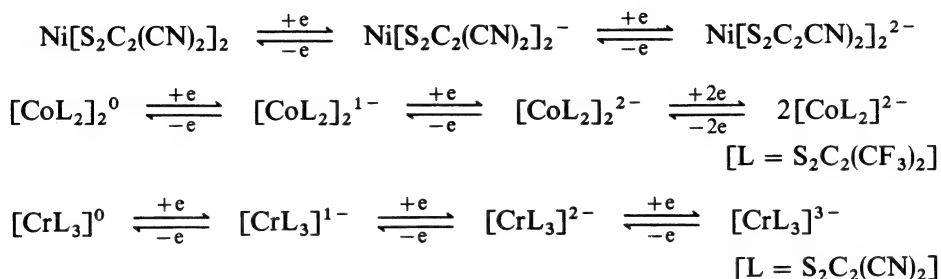 Ni[S₂C₂(CN)₂]₂ +e ⇌ −e Ni[S₂C₂(CN)₂]₂⁻ +e ⇌ −e Ni[S₂C₂CN)₂]₂²⁻
[CoL₂]₂⁰ +e ⇌ −e [CoL₂]₂¹⁻ +e ⇌ −e [CoL₂]₂²⁻ +2e ⇌ −2e 2[CoL₂]²⁻
[L = S₂C₂(CF₃)₂]
[CrL₃]⁰ +e ⇌ −e [CrL₃]¹⁻ +e ⇌ −e [CrL₃]²⁻ +e ⇌ −e [CrL₃]³⁻
[L = S₂C₂(CN)₂]